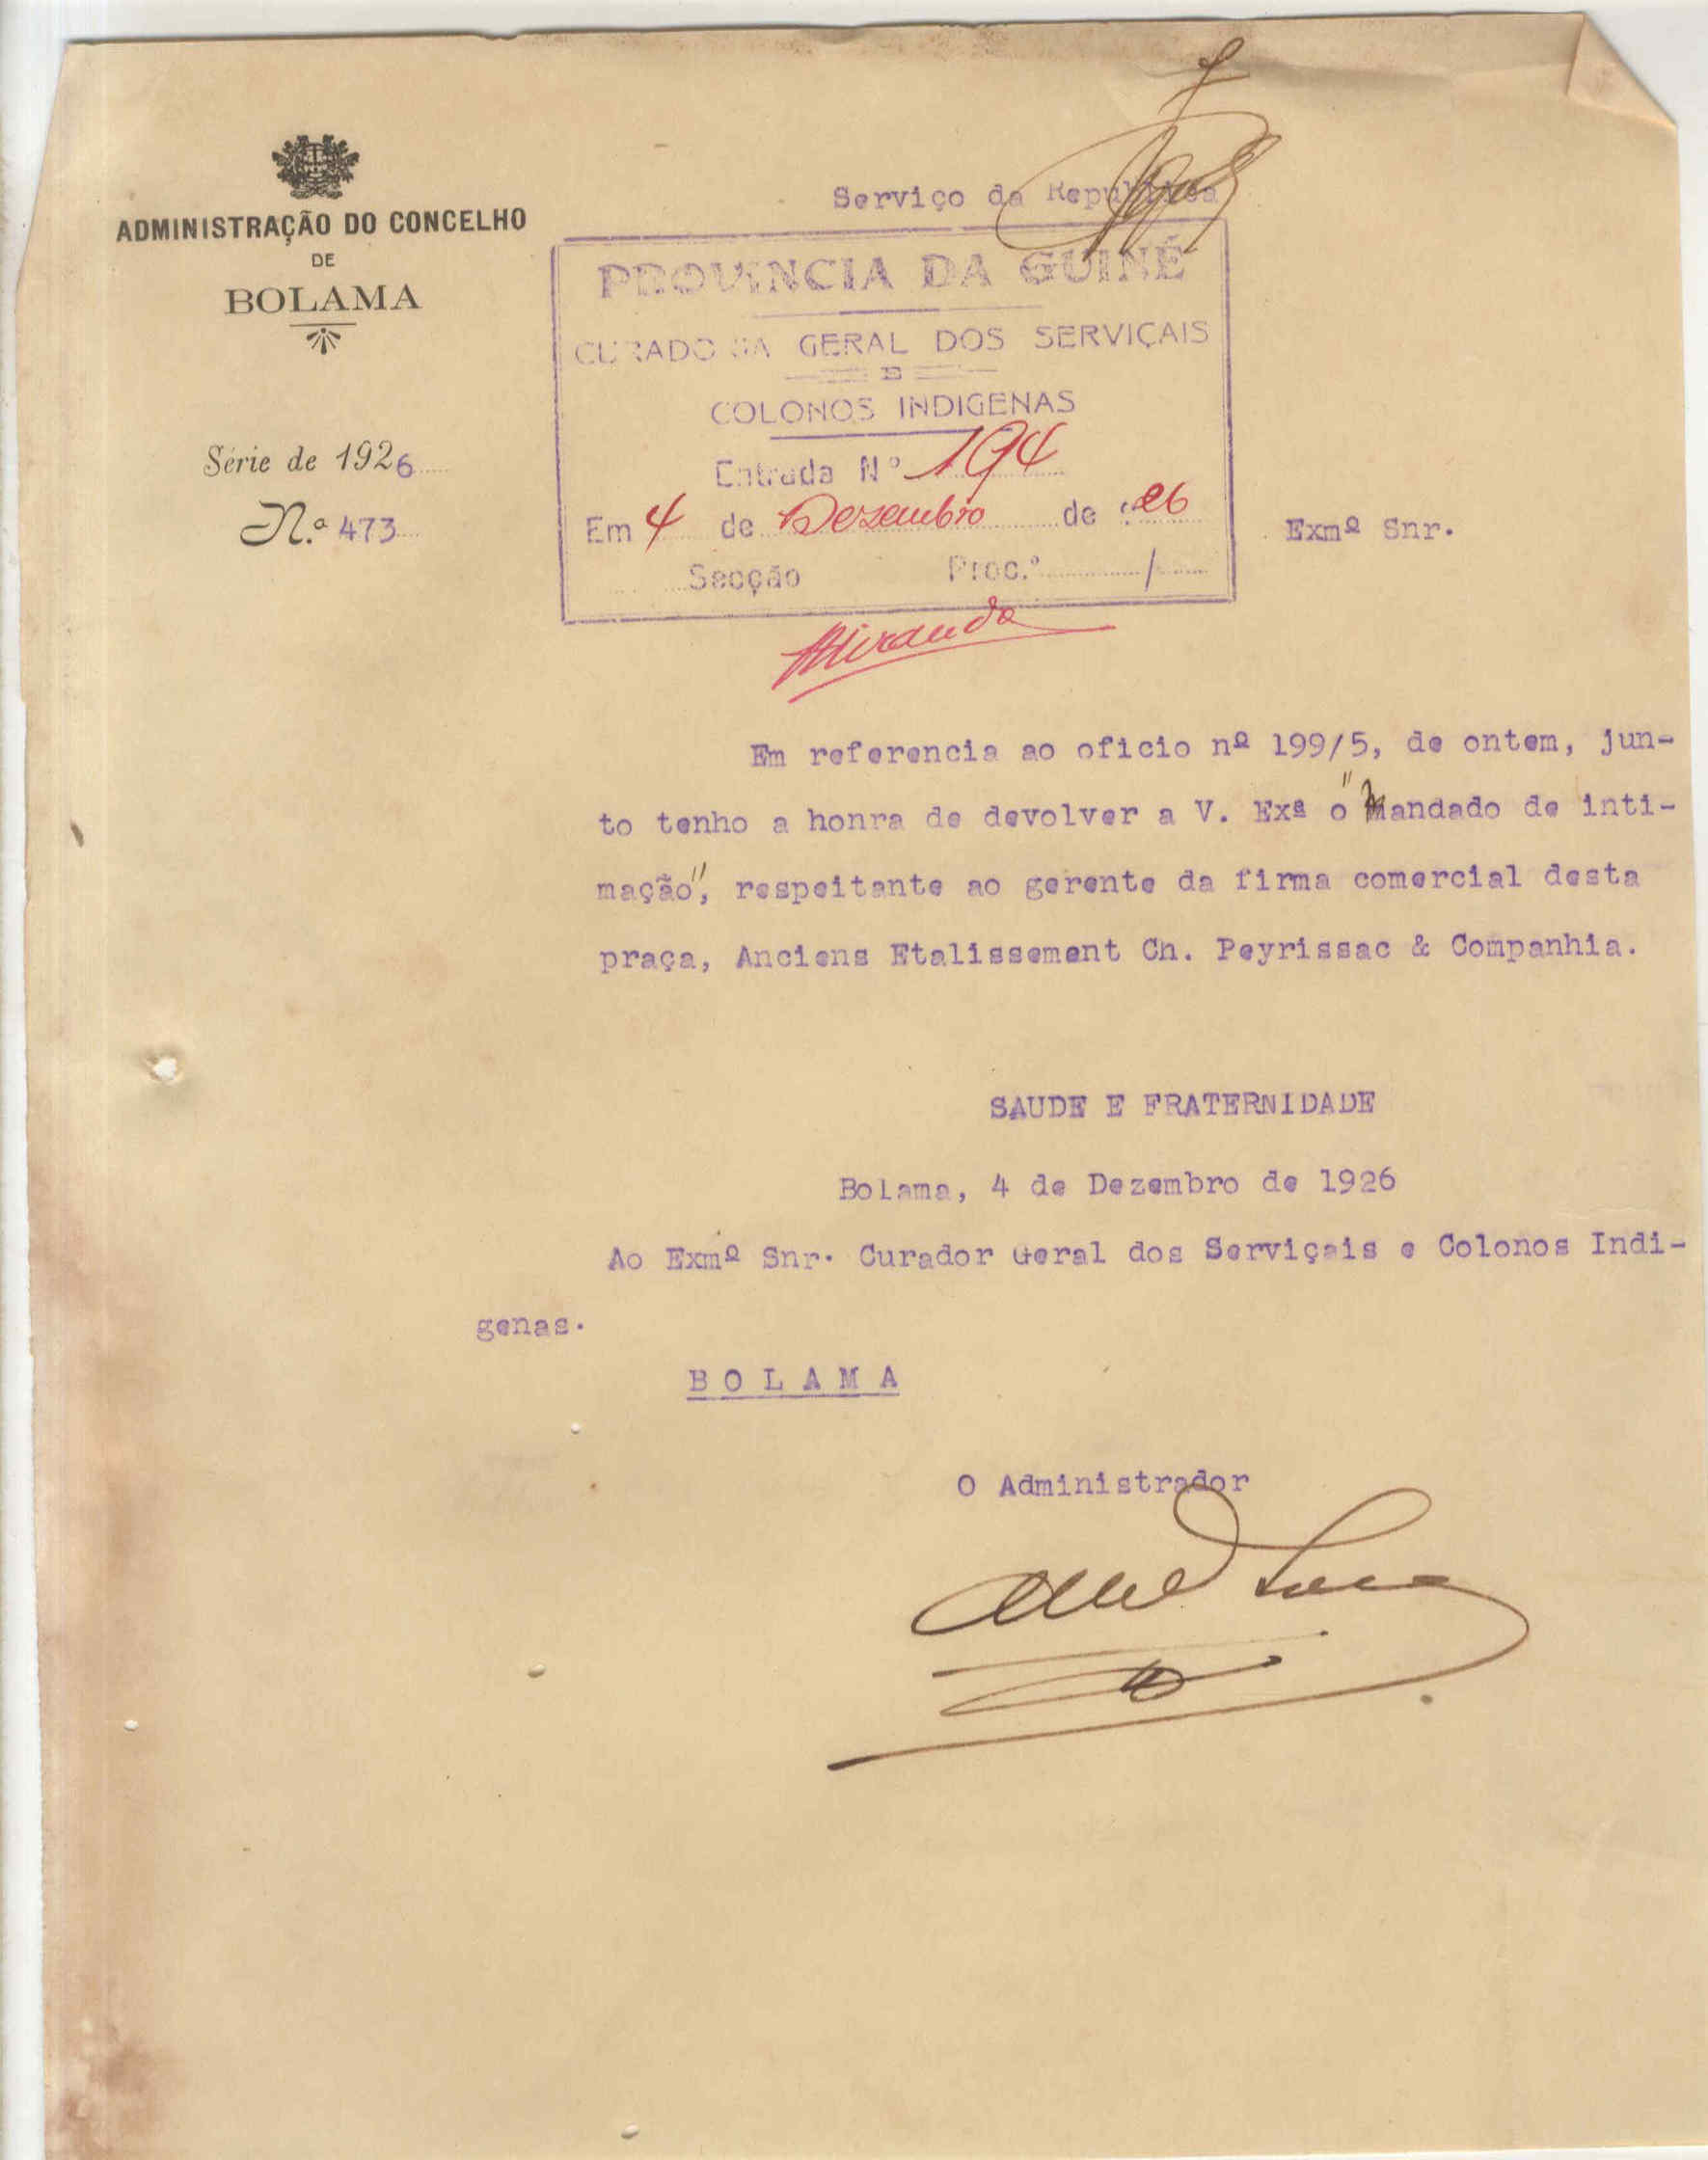 ADMINISTRAÇÃO DO CONCELHO
DE
BOLAMA
Série de 1926
N.º 473
Serviço da Republica
PROVINCIA DA GUINÉ
CURADORIA GERAL DOS SERVIÇAIS
E
COLONOS INDIGENAS
Entrada Nº 194
Em 4 de Dezembro de 926
Secção Proc.º /
Miranda
Exmº Snr.
Em referencia ao oficio nº 199/5, de ontem, jun-
to tenho a honra de devolver a V. Exª o "Mandado de inti-
mação", respeitante ao gerente da firma comercial desta
praça, Anciens Etalissement Ch. Peyrissac & Companhia.
SAUDE E FRATERNIDADE
Bolama, 4 de Dezembro de 1926
Ao Exmº Snr. Curador Geral dos Serviçais e Colonos Indi-
genas.
BOLAMA
O Administrador